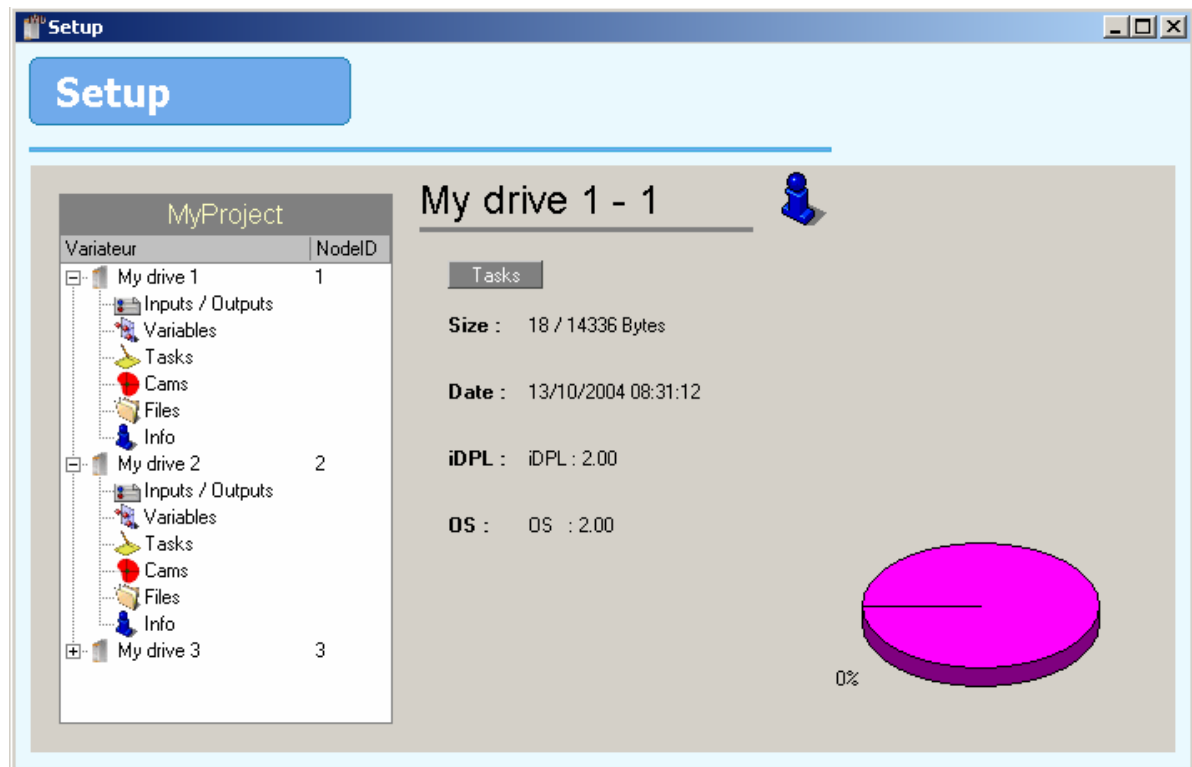 Setup
Setup
MyProject
Variateur NodeID
My drive 1 1
Inputs / Outputs
Variables
Tasks
Cams
Files
Info
My drive 2 2
Inputs / Outputs
Variables
Tasks
Cams
Files
Info
My drive 3 3
My drive 1 - 1
Tasks
Size : 18 / 14336 Bytes
Date : 13/10/2004 08:31:12
iDPL : iDPL : 2.00
OS : OS : 2.00
0%